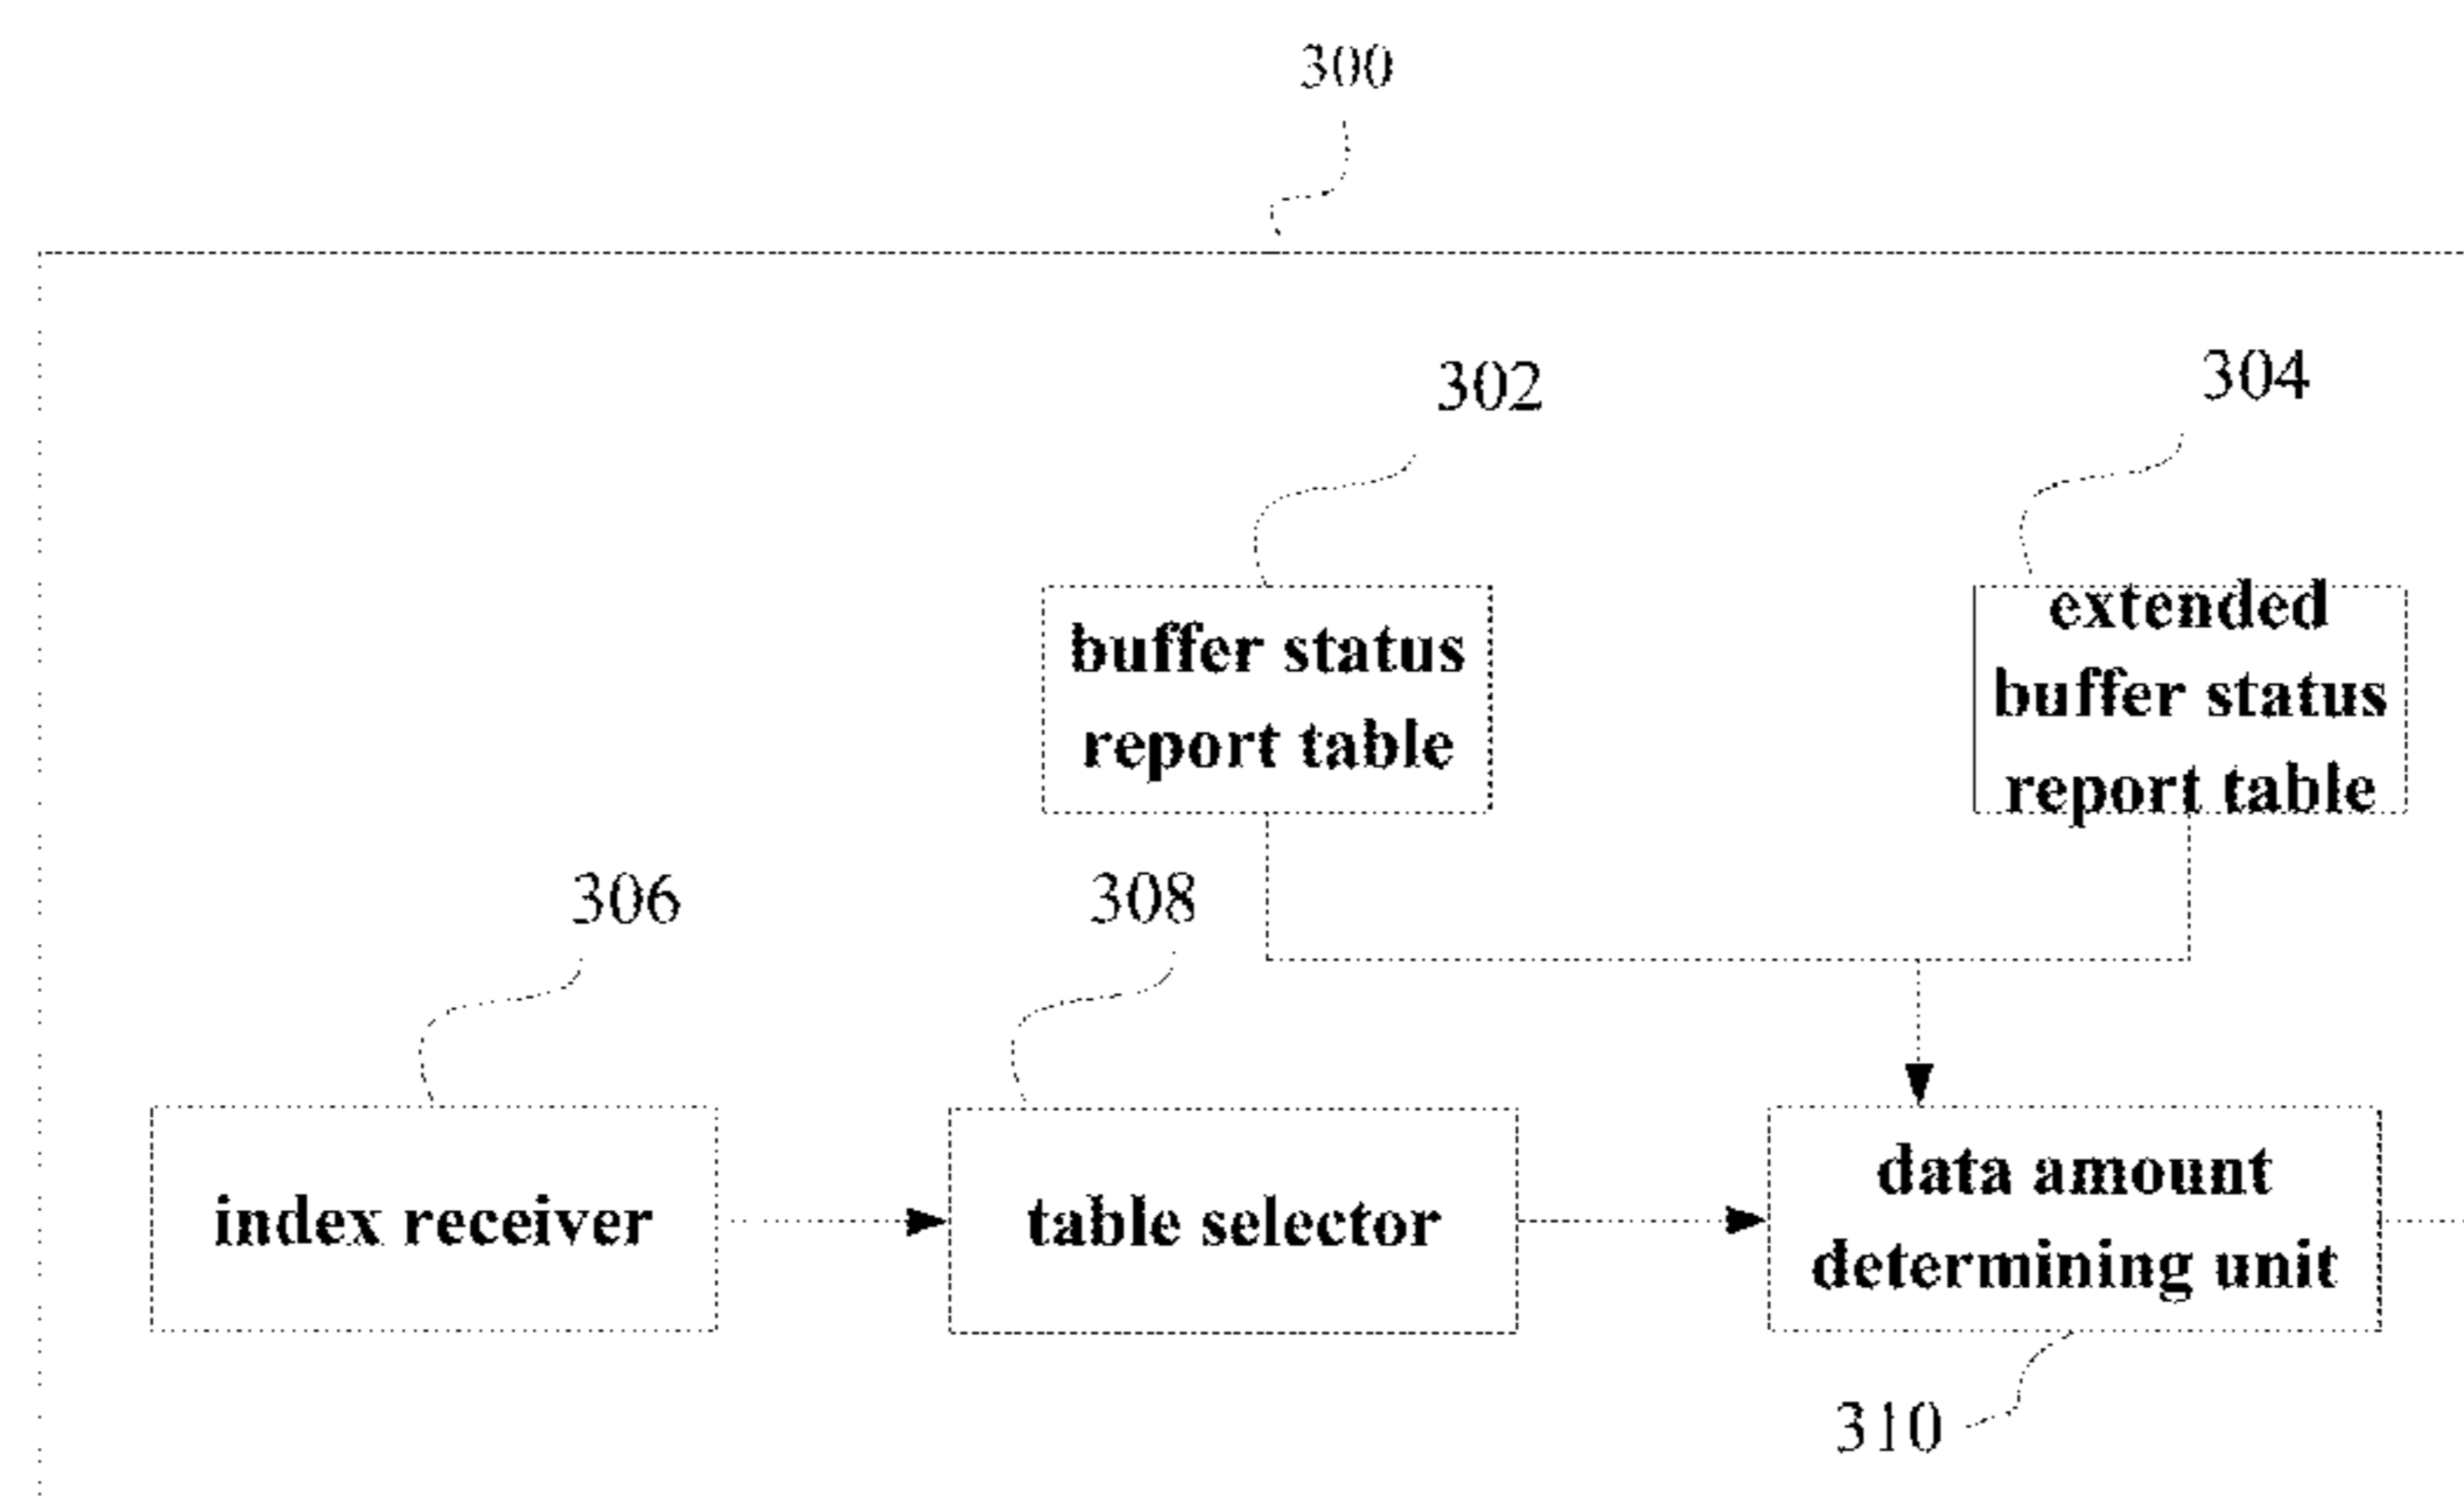 300
302
304
buffer status
report table
extended
buffer status
report table
306
308
index receiver
table selector
data amount
determining unit
310